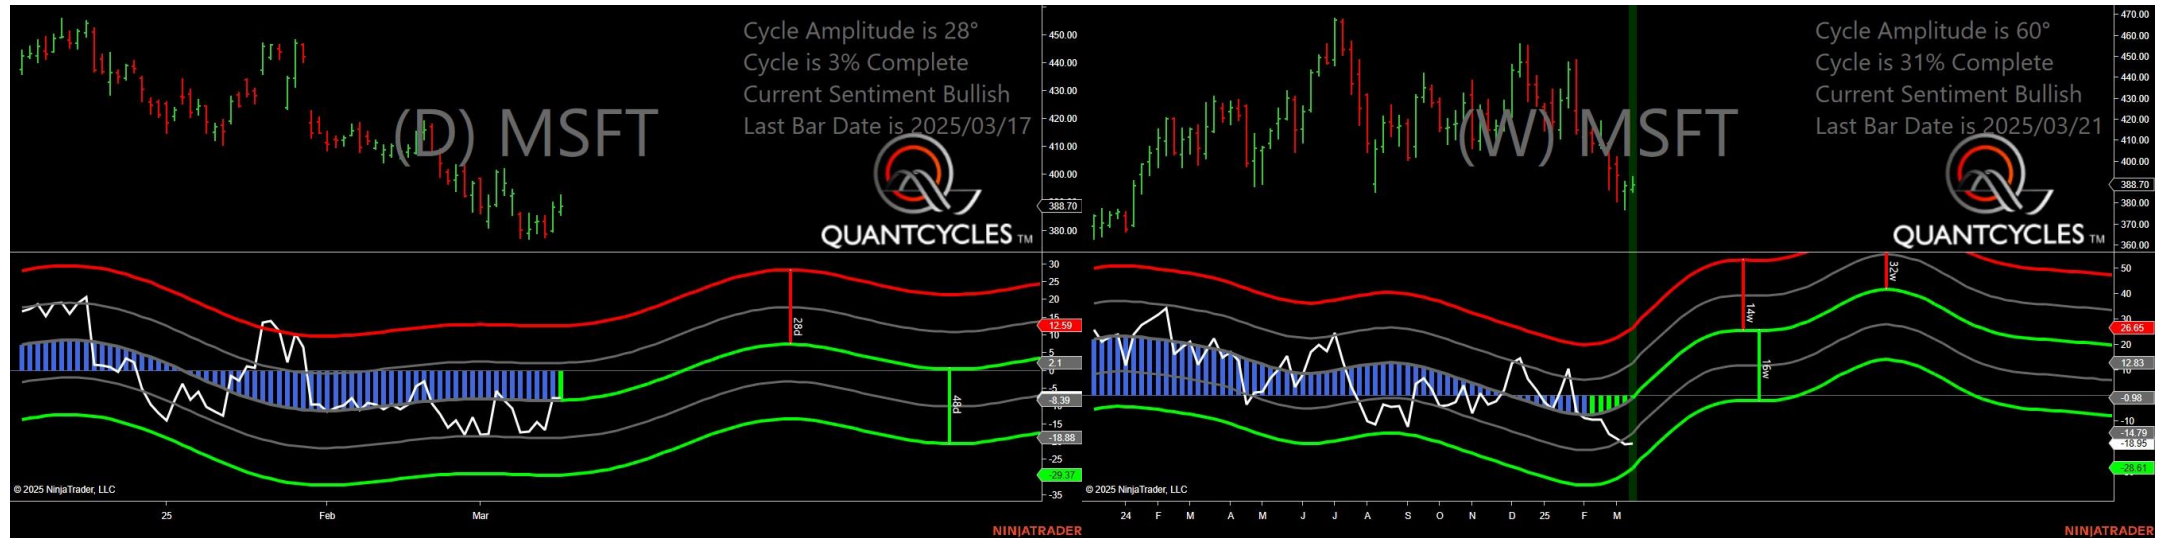 Cycle Amplitude is 28°
Cycle is 3% Complete
Current Sentiment Bullish
Last Bar Date is 2025/03/17
(D) MSFT
QUANTCYCLES TM
450.00
440.00
430.00
420.00
410.00
400.00
390.00
388.70
380.00
30
25
20
15
12.59
10
5
2.1
0
-5
-8.39
-15
-18.88
-25
-29.37
-35
28d
48d
© 2025 NinjaTrader, LLC
25 Feb Mar
NINJATRADER
Cycle Amplitude is 60°
Cycle is 31% Complete
Current Sentiment Bullish
Last Bar Date is 2025/03/21
(W) MSFT
QUANTCYCLES TM
470.00
460.00
450.00
440.00
430.00
420.00
410.00
400.00
388.70
380.00
370.00
360.00
50
40
30
26.65
20
12.83
10
-0.98
-10
-14.79
-18.95
-28.61
14w
16w
32w
© 2025 NinjaTrader, LLC
24 F M A M J J A S O N D 25 F M
NINJATRADER